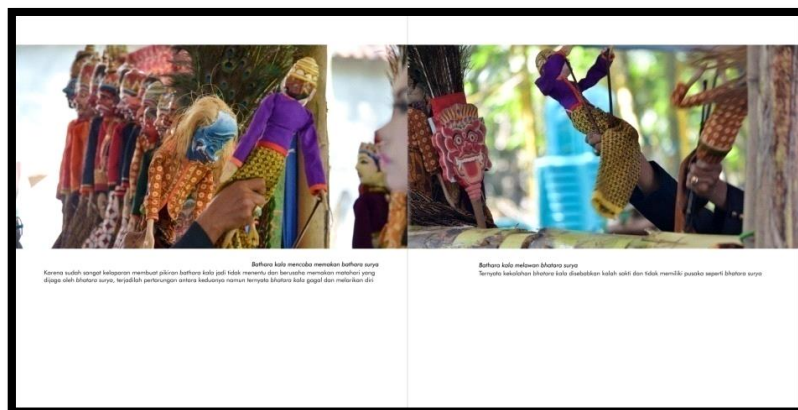 Bathara kala mencoba memakan bathara surya
Karena sudah sangat kelaparan membuat pikiran bathara kala jadi tidak menentu dan berusaha memakan matahari yang
dijaga oleh bhatara surya, terjadilah pertarungan antara keduanya namun ternyata bhatara kala gagal dan melarikan diri
Bathara kala melawan bhatara surya
Ternyata kekalahan bhatara kala disebabkan kalah sakti dan tidak memiliki pusaka seperti bhatara surya